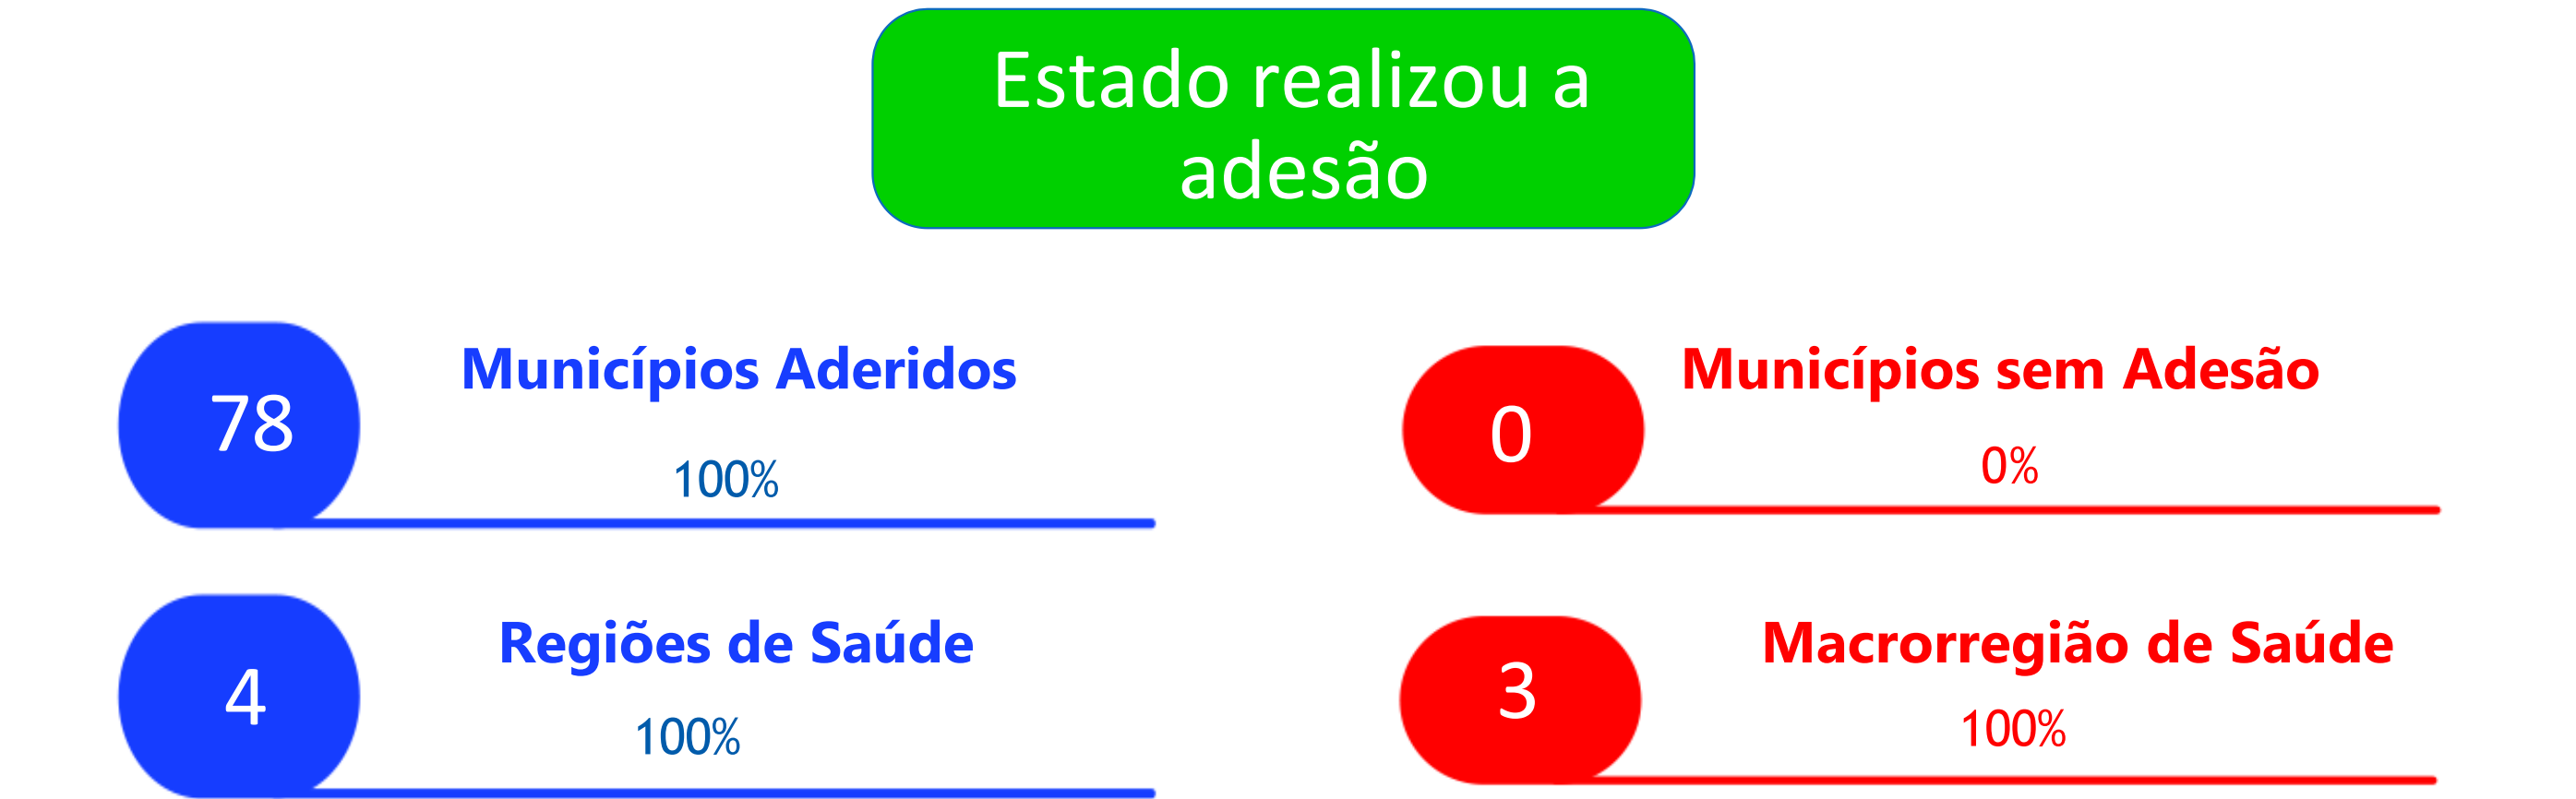 Estado realizou a
adesão
78
Municípios Aderidos
100%
0
Municípios sem Adesão
0%
4
Regiões de Saúde
100%
3
Macrorregião de Saúde
100%